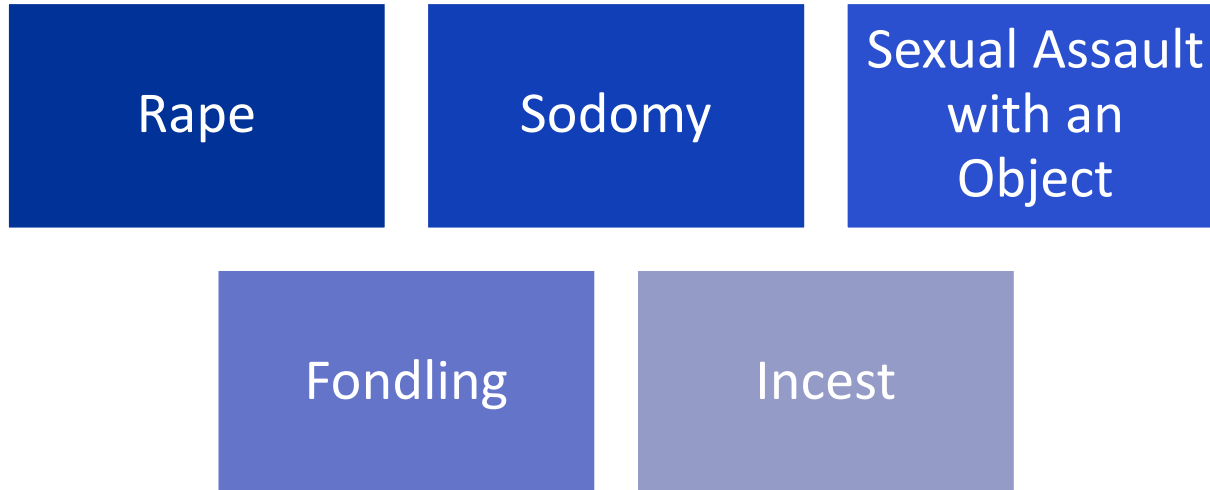 Rape
Sodomy
Sexual Assault
with an
Object
Fondling
Incest